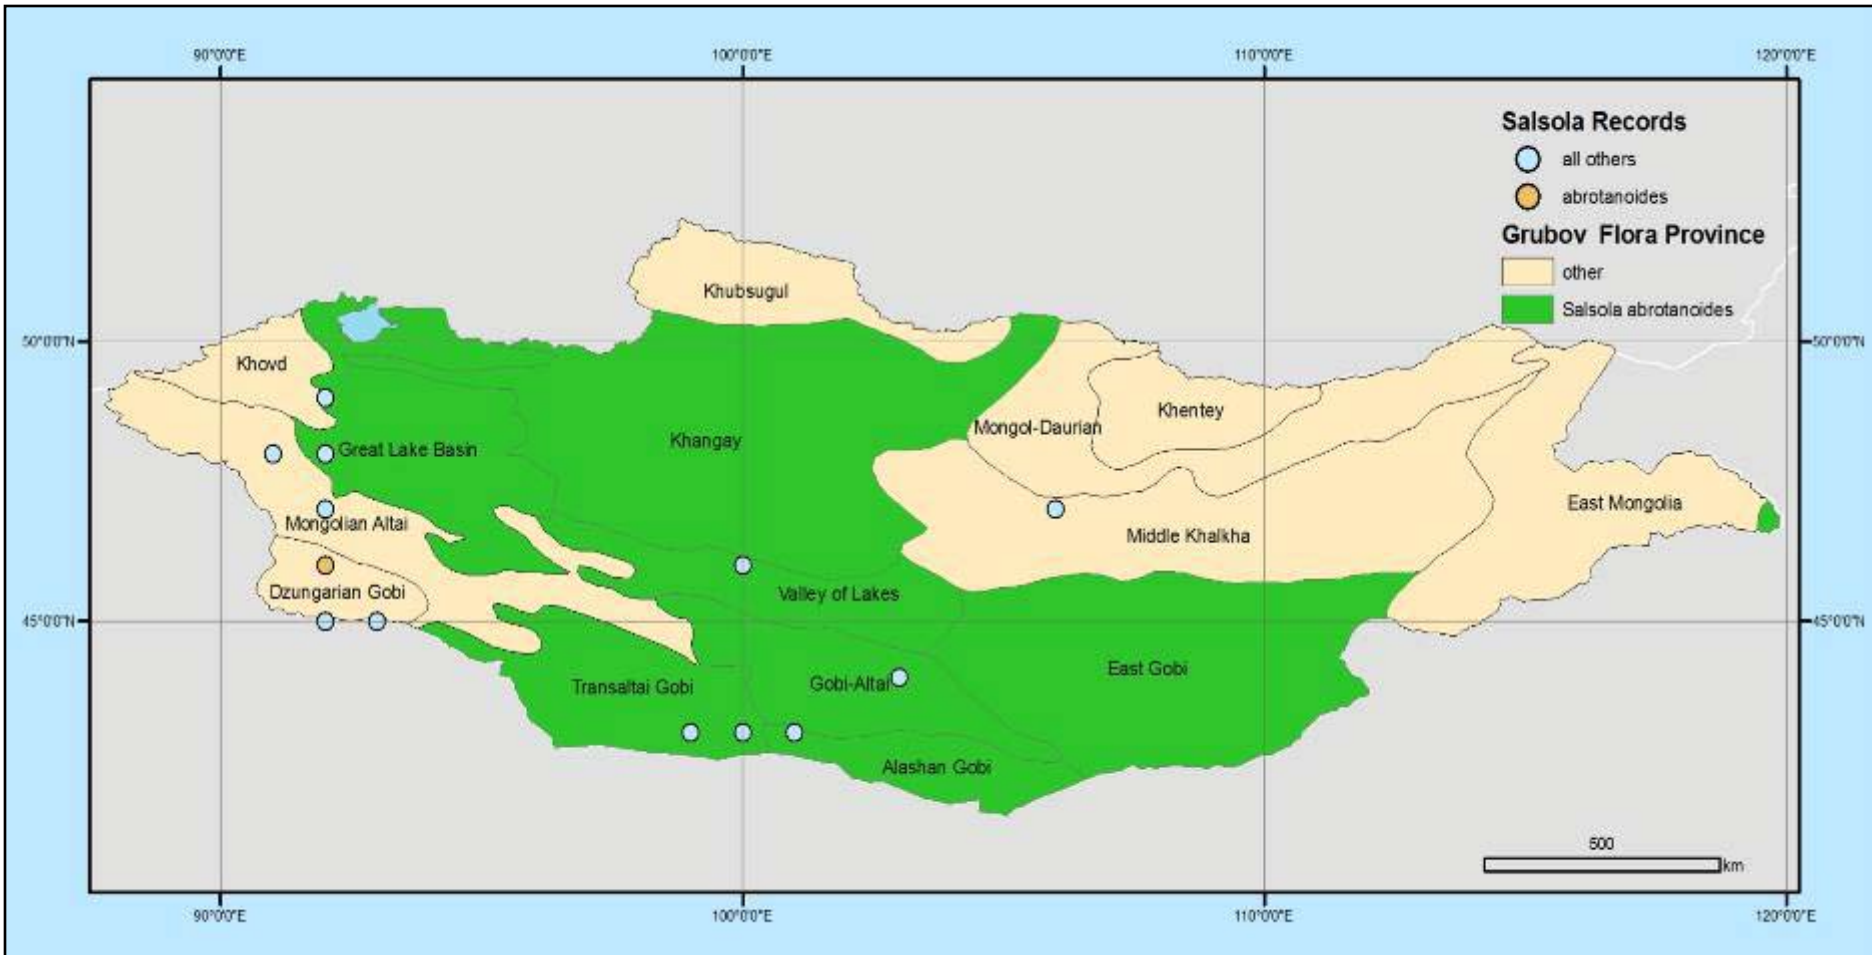 90°0'0"E 100°0'0"E 110°0'0"E 120°0'0"E
Salsola Records
all others
abrotanoides
Grubov Flora Province
other
Salsola abrotanoides
Khubsugul
50°0'0"N 50°0'0"N
Khovd
Khentey
Mongol-Daurian
Khangay
Great Lake Basin
East Mongolia
Mongolian Altai
Middle Khalkha
Dzungarian Gobi
Valley of Lakes
45°0'0"N 45°0'0"N
East Gobi
Transaltai Gobi
Gobi-Altai
Alashan Gobi
500
km
90°0'0"E 100°0'0"E 110°0'0"E 120°0'0"E